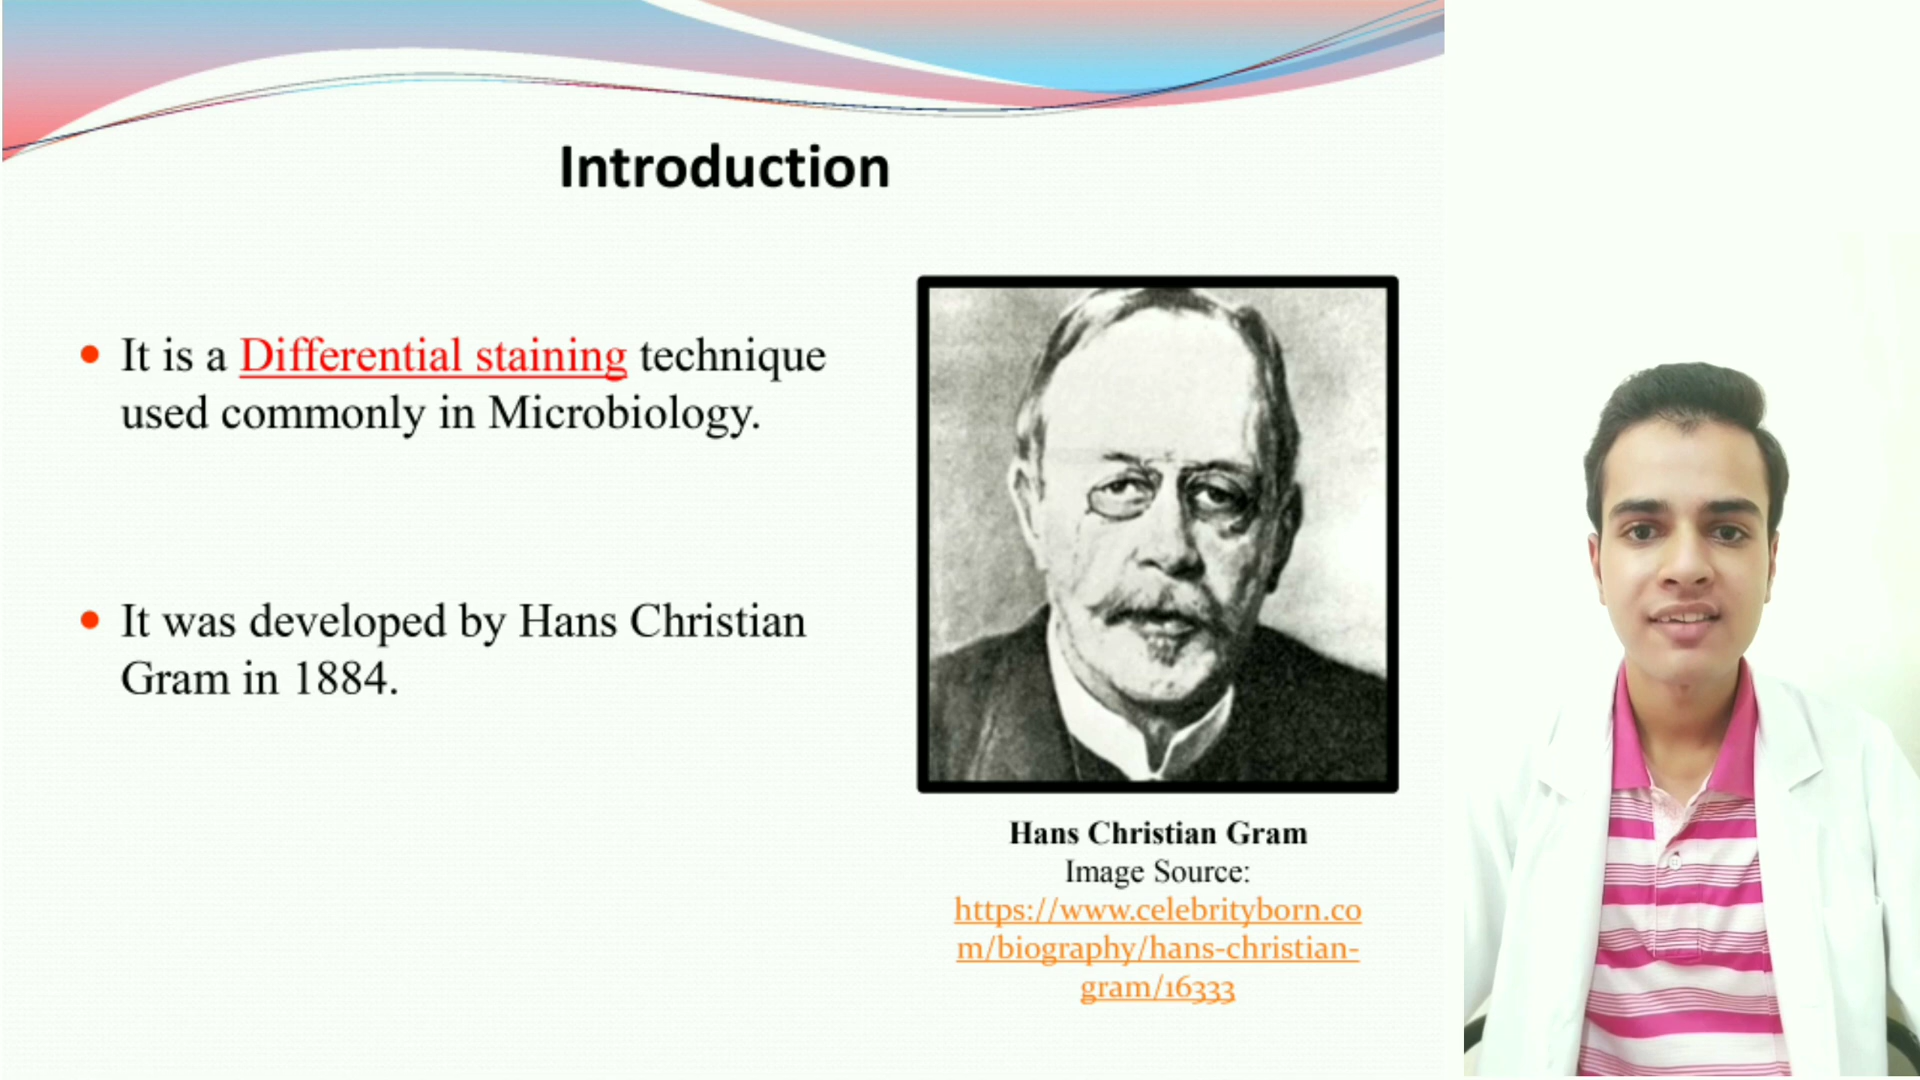 Introduction
It is a Differential staining technique
used commonly in Microbiology.
It was developed by Hans Christian
Gram in 1884.
Hans Christian Gram
Image Source:
https://www.celebrityborn.co
m/biography/hans-christian-
gram/16333